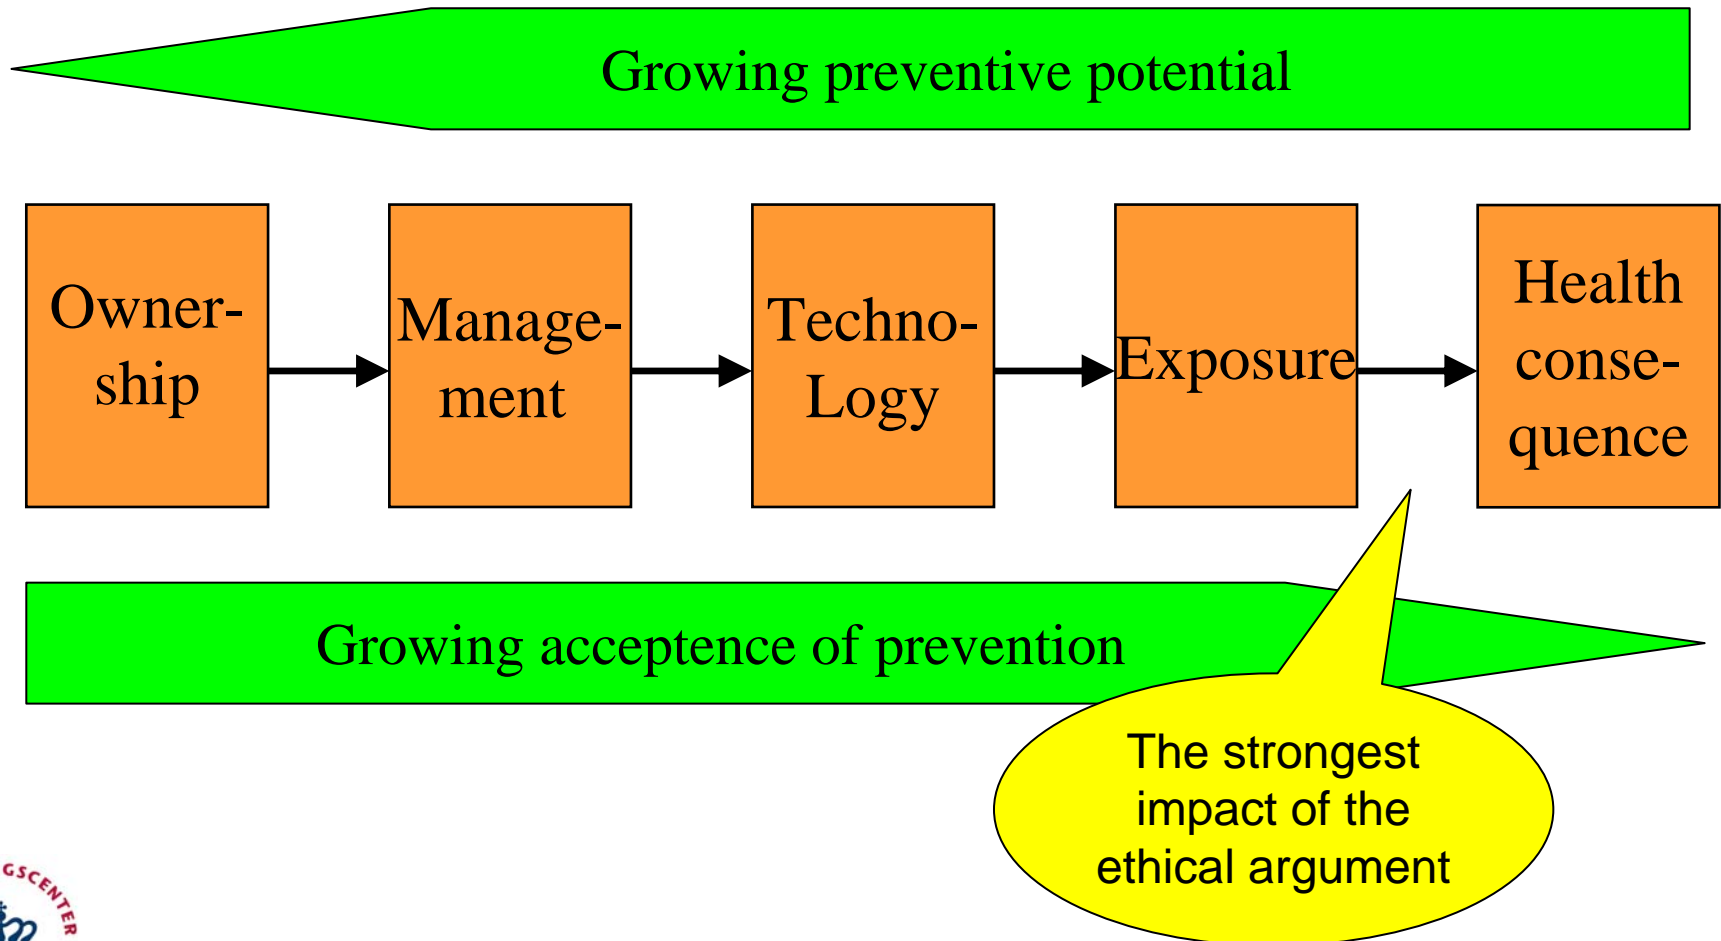 Growing preventive potential
Owner-
ship
Manage-
ment
Techno-
Logy
Exposure
Health
conse-
quence
Growing acceptence of prevention
The strongest
impact of the
ethical argument
GSCENTER